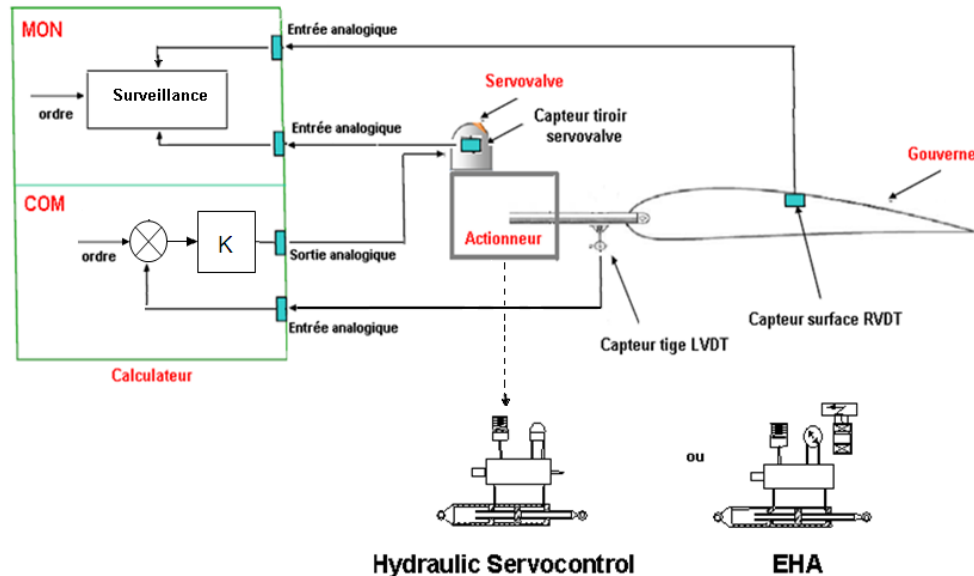 MON
Entrée analogique
Surveillance
ordre
Entrée analogique
Servovalve
Capteur tiroir
servovalve
Gouverne
COM
ordre
K
Sortie analogique
Actionneur
Entrée analogique
Capteur tige LVDT
Capteur surface RVDT
Calculateur
ou
Hydraulic Servocontrol
EHA